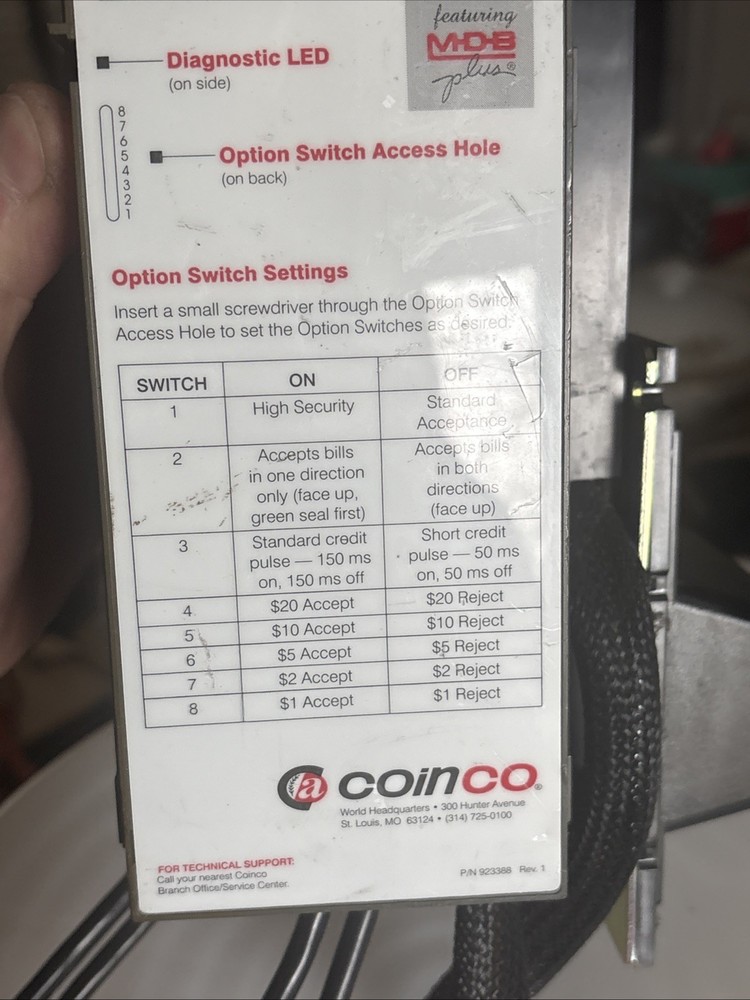 featuring
MDB
plus®
Diagnostic LED
(on side)
8
7
6
5
4
3
2
1
Option Switch Access Hole
(on back)
Option Switch Settings
Insert a small screwdriver through the Option Switch
Access Hole to set the Option Switches as desired.
SWITCH ON OFF
1 High Security Standard
Acceptance
2 Accepts bills Accepts bills
in one direction in both
only (face up, directions
green seal first) (face up)
3 Standard credit Short credit
pulse — 150 ms pulse — 50 ms
on, 150 ms off on, 50 ms off
4 $20 Accept $20 Reject
5 $10 Accept $10 Reject
6 $5 Accept $5 Reject
7 $2 Accept $2 Reject
8 $1 Accept $1 Reject
a coinco®
World Headquarters • 300 Hunter Avenue
St. Louis, MO 63124 • (314) 725-0100
FOR TECHNICAL SUPPORT:
Call your nearest Coinco
Branch Office/Service Center.
P/N 923388 Rev. 1